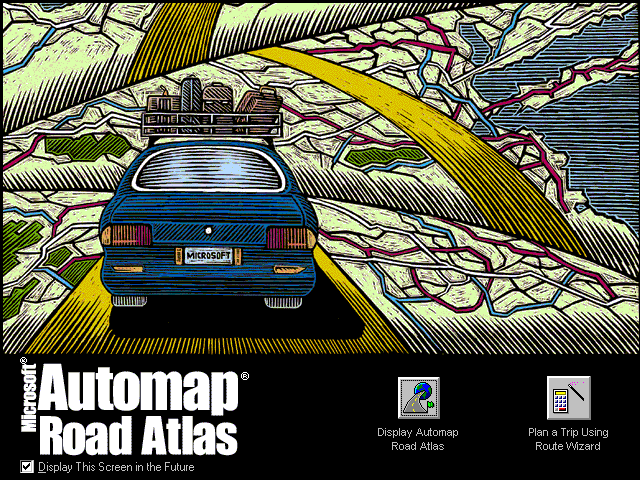 MICROSOFT
Microsoft®
Automap®
Road Atlas
Display Automap
Road Atlas
Plan a Trip Using
Route Wizard
Display This Screen in the Future